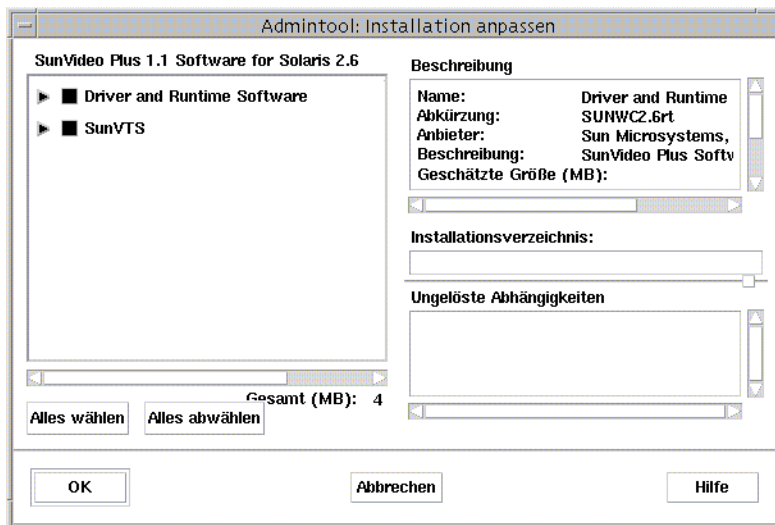 Admintool: Installation anpassen
SunVideo Plus 1.1 Software for Solaris 2.6
Driver and Runtime Software
SunVTS
Gesamt (MB): 4
Alles wählen
Alles abwählen
Beschreibung
Name: Driver and Runtime
Abkürzung: SUNWC2.6rt
Anbieter: Sun Microsystems,
Beschreibung: SunVideo Plus Softw
Geschätzte Größe (MB):
Installationsverzeichnis:
Ungelöste Abhängigkeiten
OK
Abbrechen
Hilfe